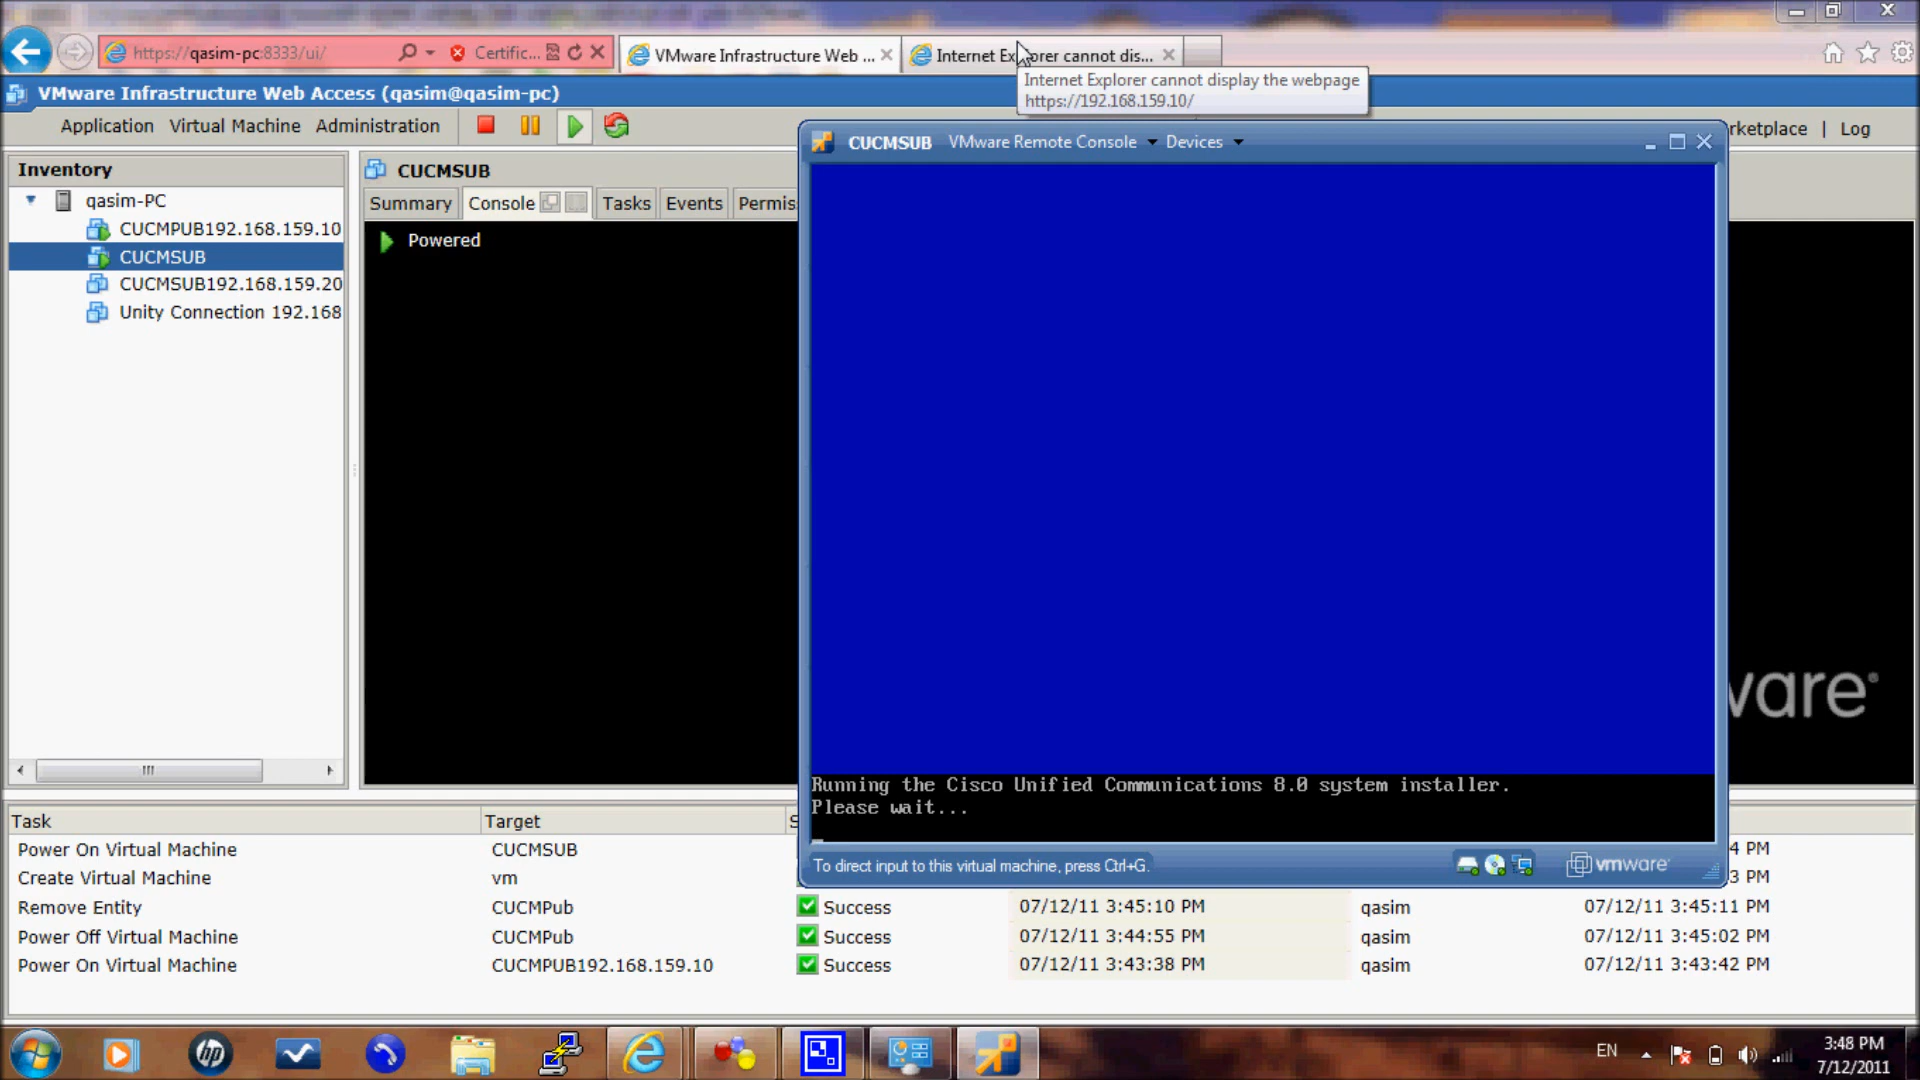 https://qasim-pc:8333/ui/
Certific...
VMware Infrastructure Web ...
Internet Explorer cannot dis...
Internet Explorer cannot display the webpage
https://192.168.159.10/
VMware Infrastructure Web Access (qasim@qasim-pc)
Application Virtual Machine Administration
rketplace | Log
CUCMSUB VMware Remote Console Devices
Inventory
CUCMSUB
qasim-PC
Summary Console Tasks Events Permis
CUCMPUB192.168.159.10
CUCMSUB
Powered
CUCMSUB192.168.159.20
Unity Connection 192.168
ware
Running the Cisco Unified Communications 8.0 system installer.
Please wait...
To direct input to this virtual machine, press Ctrl+G.
vmware
Task Target S
Power On Virtual Machine CUCMSUB 4 PM
Create Virtual Machine vm 3 PM
Remove Entity CUCMPub Success 07/12/11 3:45:10 PM qasim 07/12/11 3:45:11 PM
Power Off Virtual Machine CUCMPub Success 07/12/11 3:44:55 PM qasim 07/12/11 3:45:02 PM
Power On Virtual Machine CUCMPUB192.168.159.10 Success 07/12/11 3:43:38 PM qasim 07/12/11 3:43:42 PM
hp
EN
3:48 PM
7/12/2011